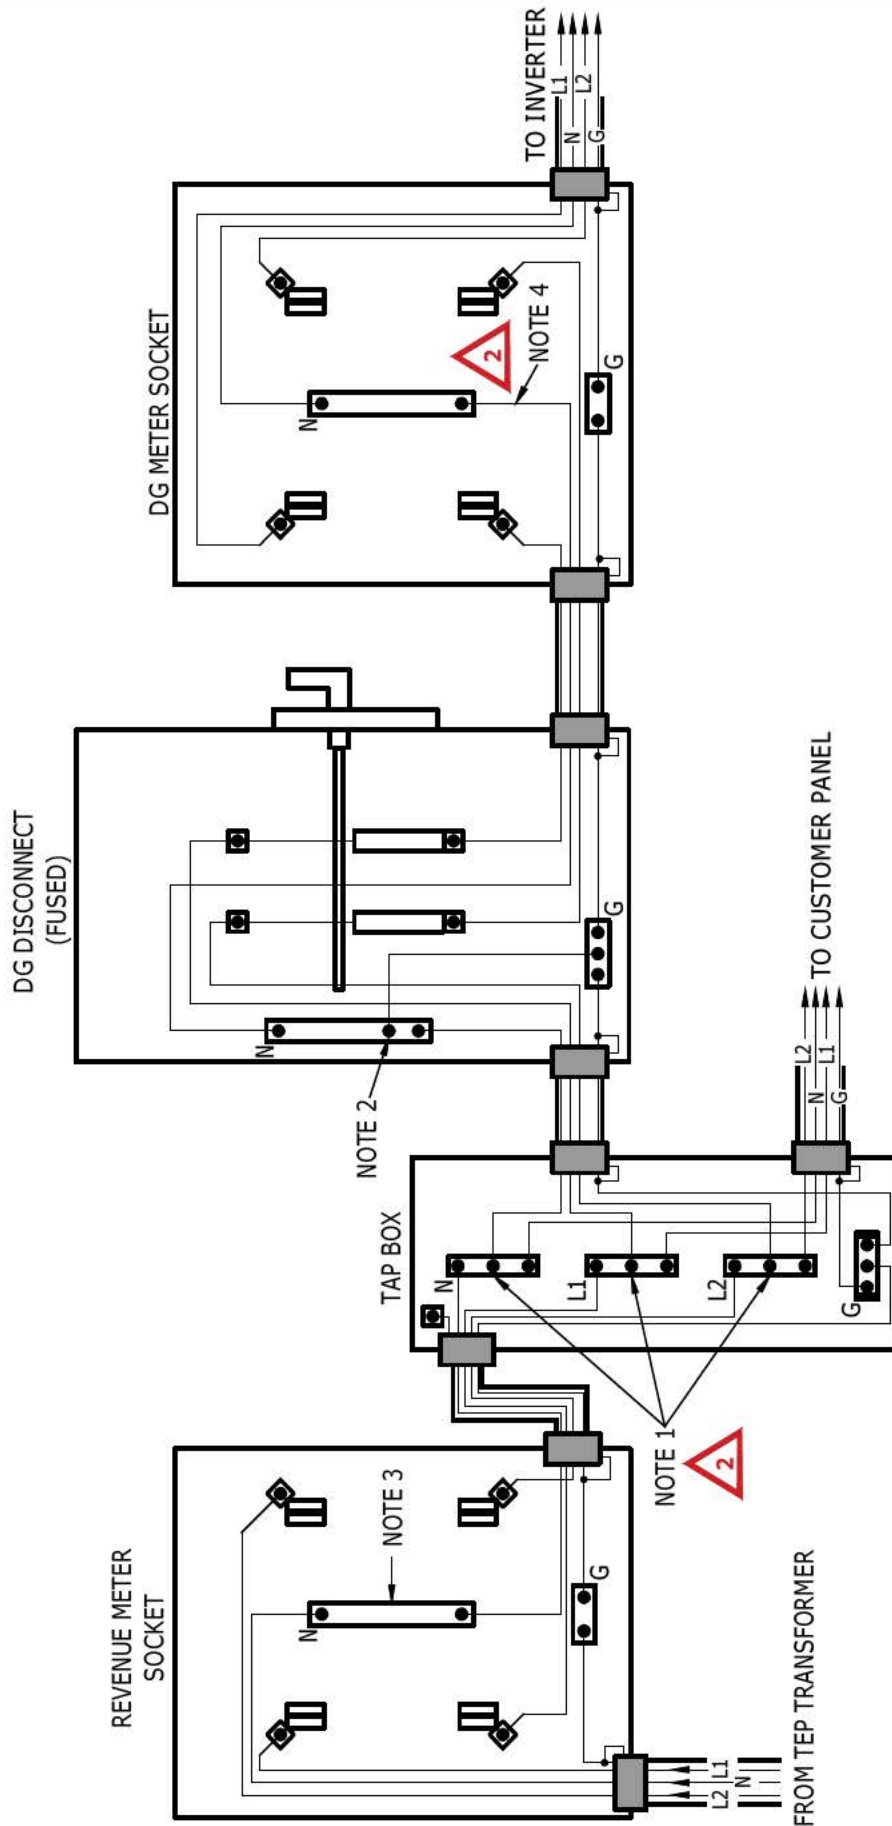 REVENUE METER
SOCKET
N
NOTE 3
G
L2
N
L1
FROM TEP TRANSFORMER
TAP BOX
N
L1
L2
G
NOTE 1
2
L2
N
L1
G
TO CUSTOMER PANEL
DG DISCONNECT
(FUSED)
N
NOTE 2
G
DG METER SOCKET
N
2
NOTE 4
G
TO INVERTER
L1
N
L2
G